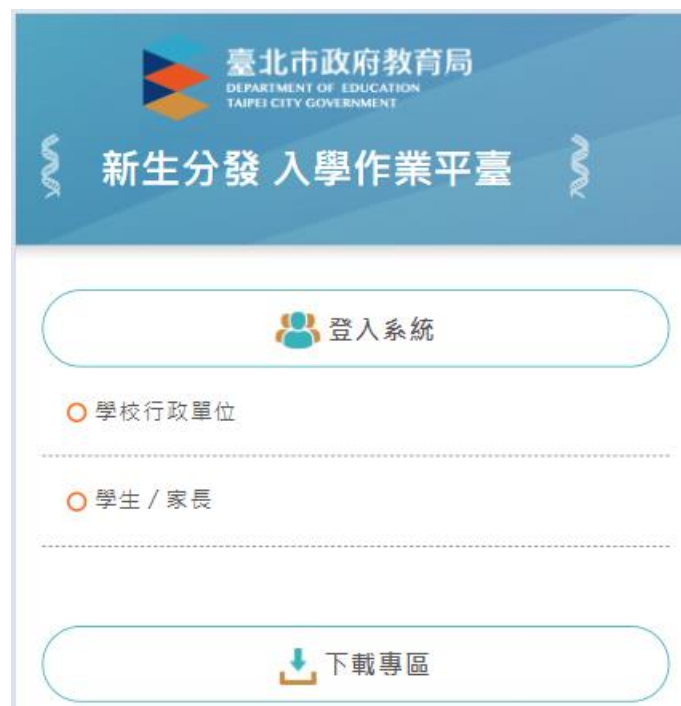 臺北市政府教育局
DEPARTMENT OF EDUCATION
TAIPEI CITY GOVERNMENT
新生分發 入學作業平臺
登入系統
學校行政單位
學生 / 家長
下載專區